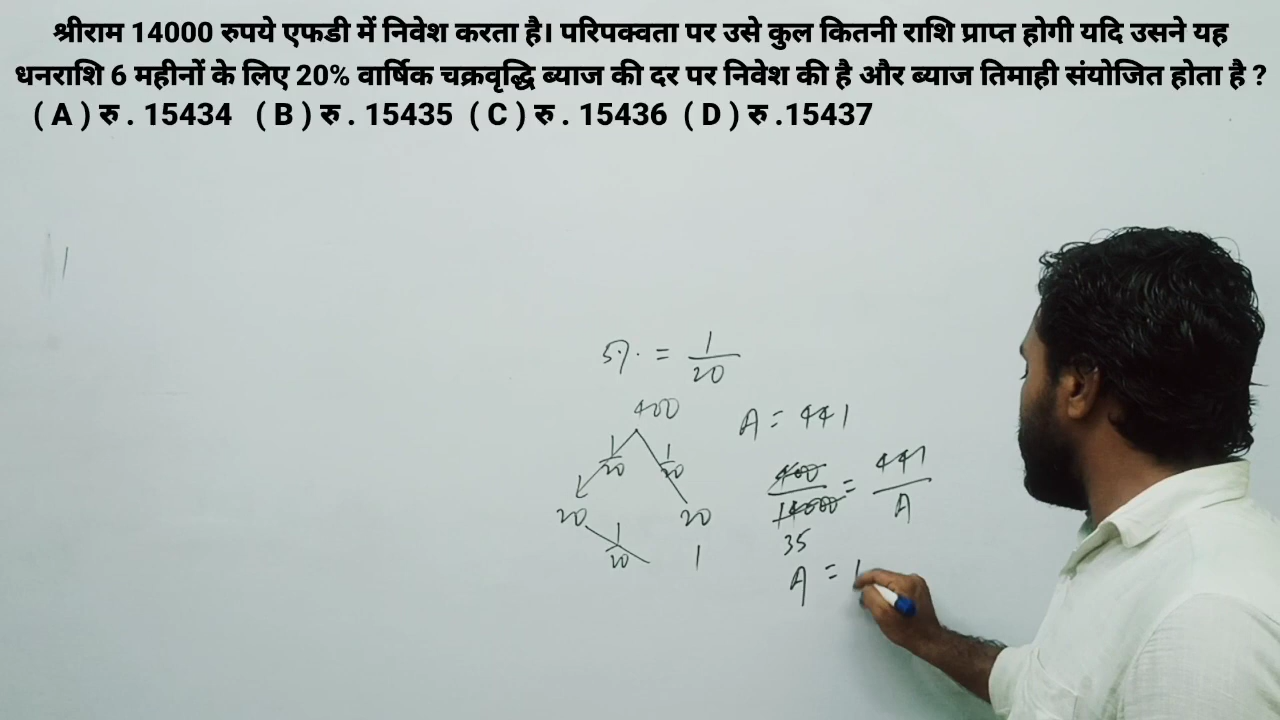 श्रीराम 14000 रुपये एफडी में निवेश करता है। परिपक्वता पर उसे कुल कितनी राशि प्राप्त होगी यदि उसने यह
धनराशि 6 महीनों के लिए 20% वार्षिक चक्रवृद्धि ब्याज की दर पर निवेश की है और ब्याज तिमाही संयोजित होता है ?
( A ) रु . 15434 ( B ) रु . 15435 ( C ) रु . 15436 ( D ) रु .15437
5% = 1/20
400
A = 441
1/20 1/20
400/14000 = 441/A
20 20
1/20 1
35
A = 1